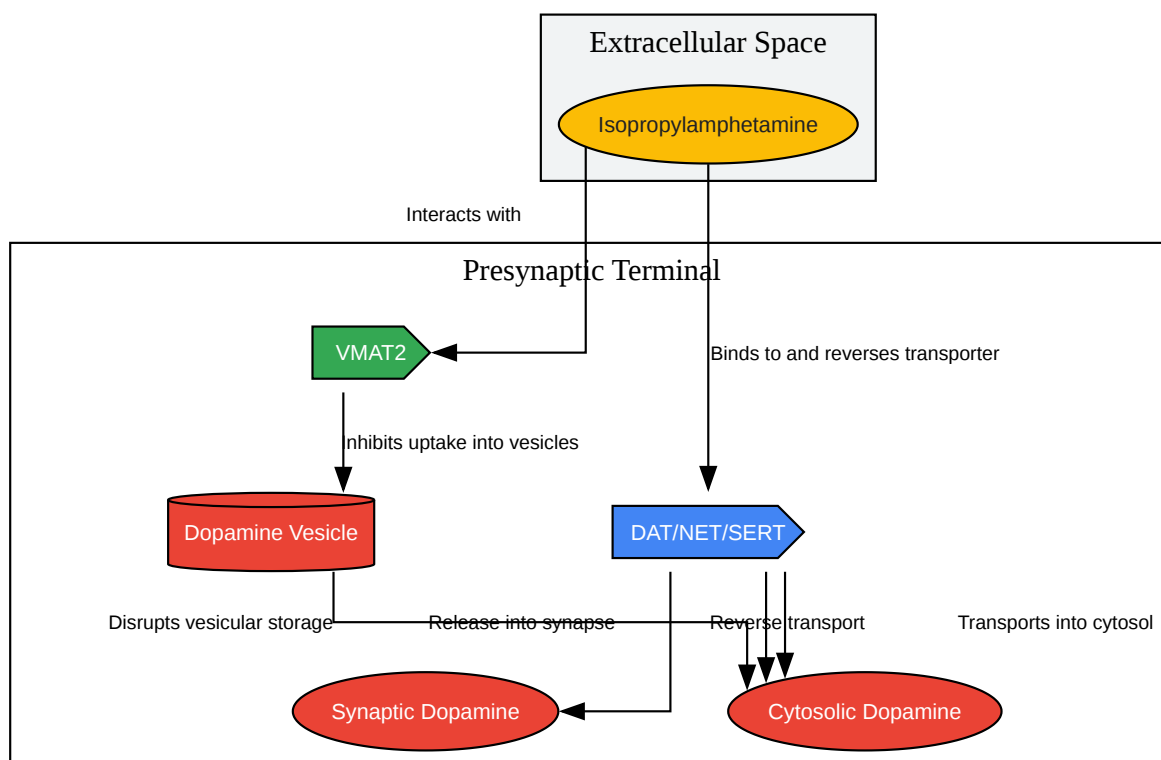 Extracellular Space
Isopropylamphetamine
Interacts with
Presynaptic Terminal
VMAT2
Binds to and reverses transporter
Inhibits uptake into vesicles
Dopamine Vesicle
DAT/NET/SERT
Disrupts vesicular storage
Release into synapse
Reverse transport
Transports into cytosol
Synaptic Dopamine
Cytosolic Dopamine